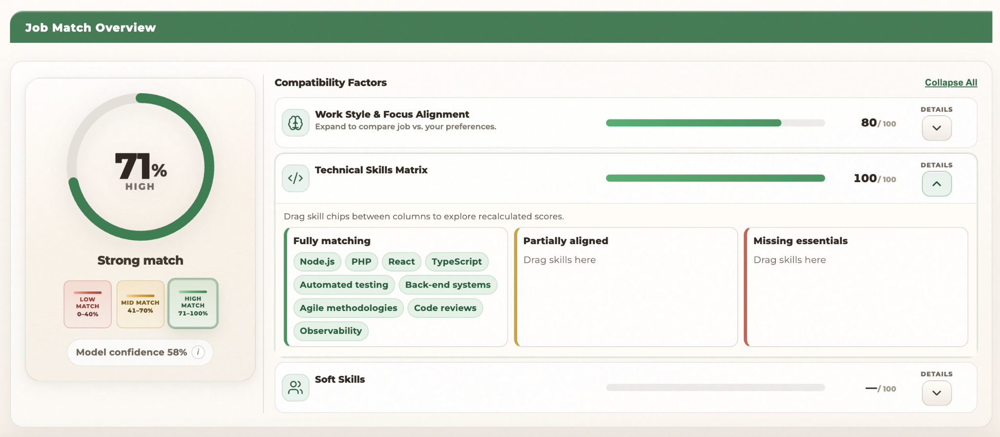 Job Match Overview
71%
HIGH
Strong match
LOW
MATCH
0–40%
MID MATCH
41–70%
HIGH
MATCH
71–100%
Model confidence 58% i
Compatibility Factors
Collapse All
Work Style & Focus Alignment
Expand to compare job vs. your preferences.
80/ 100
DETAILS
Technical Skills Matrix
100/ 100
DETAILS
Drag skill chips between columns to explore recalculated scores.
Fully matching
Node.js PHP React TypeScript
Automated testing Back-end systems
Agile methodologies Code reviews
Observability
Partially aligned
Drag skills here
Missing essentials
Drag skills here
Soft Skills
—/ 100
DETAILS